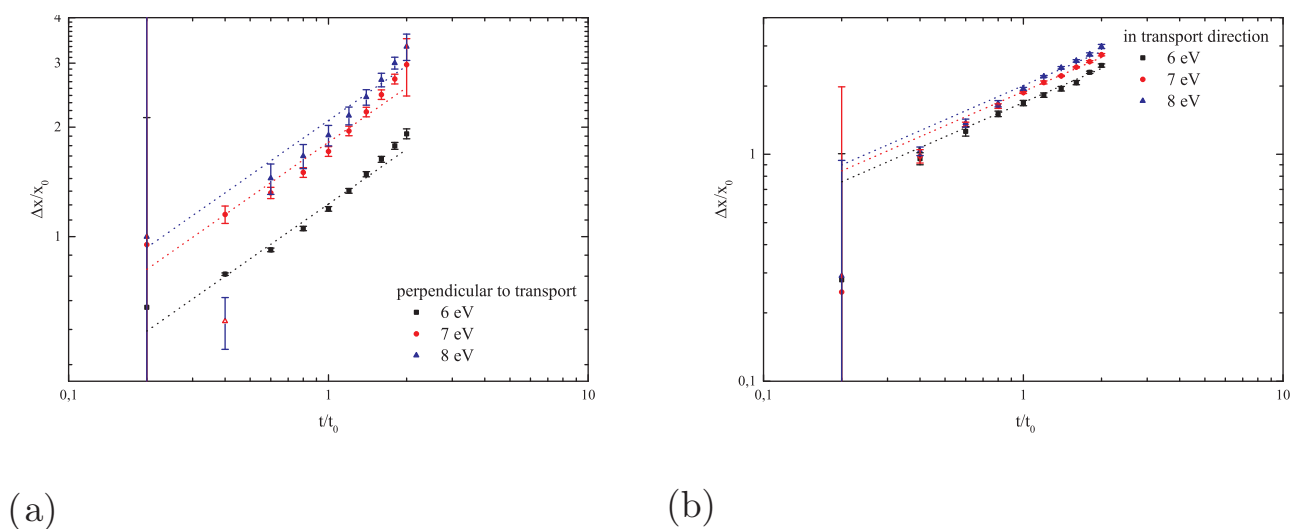 4
2
1
Δx/x₀
0,1
1
10
t/t₀
perpendicular to transport
6 eV
7 eV
8 eV
(a)
1
0,1
Δx/x₀
0,1
1
10
t/t₀
in transport direction
6 eV
7 eV
8 eV
(b)